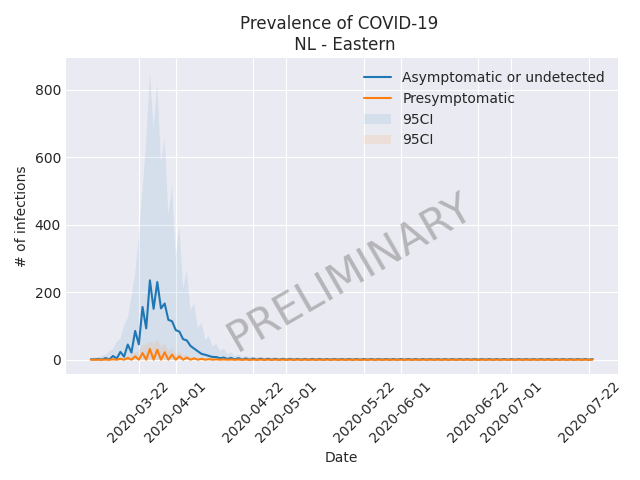 Prevalence of COVID-19
NL - Eastern
Asymptomatic or undetected
Presymptomatic
95CI
95CI
800
600
400
200
0
# of infections
PRELIMINARY
2020-03-22
2020-04-01
2020-04-22
2020-05-01
2020-05-22
2020-06-01
2020-06-22
2020-07-01
2020-07-22
Date